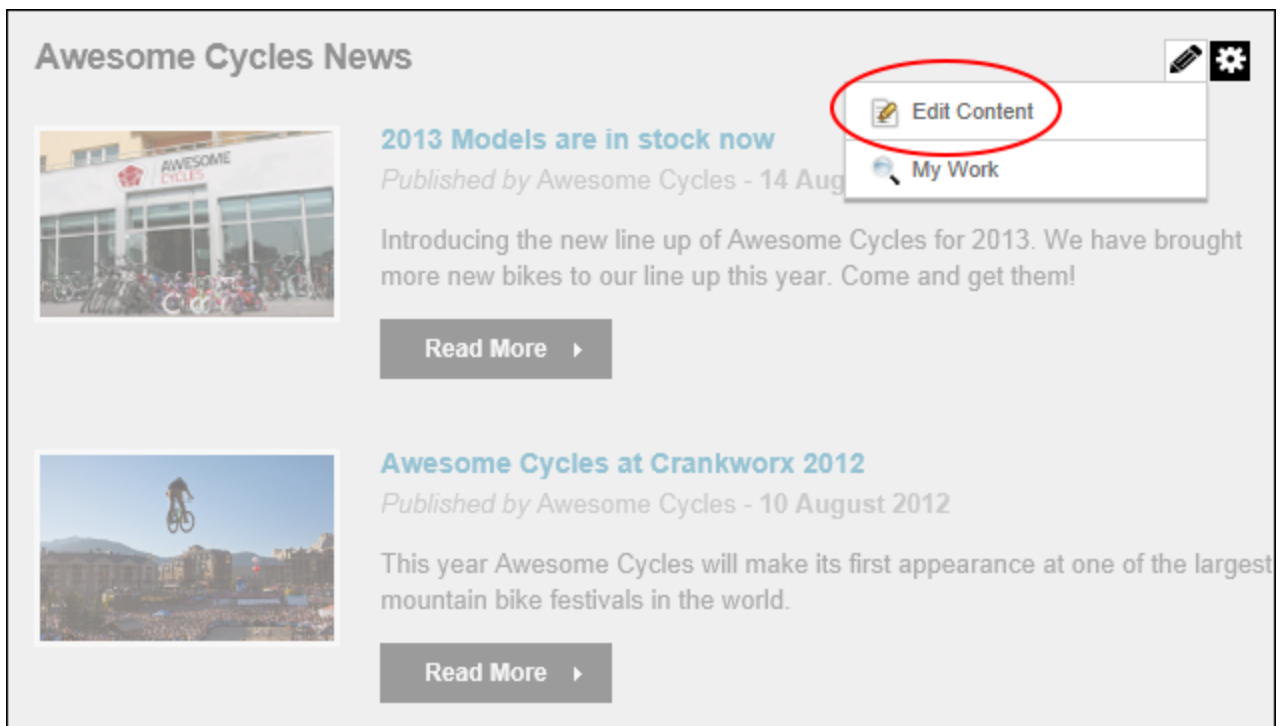 Awesome Cycles News
Edit Content
My Work
AWESOME
CYCLES
2013 Models are in stock now
Published by Awesome Cycles - 14 Aug
Introducing the new line up of Awesome Cycles for 2013. We have brought
more new bikes to our line up this year. Come and get them!
Read More
Awesome Cycles at Crankworx 2012
Published by Awesome Cycles - 10 August 2012
This year Awesome Cycles will make its first appearance at one of the largest
mountain bike festivals in the world.
Read More